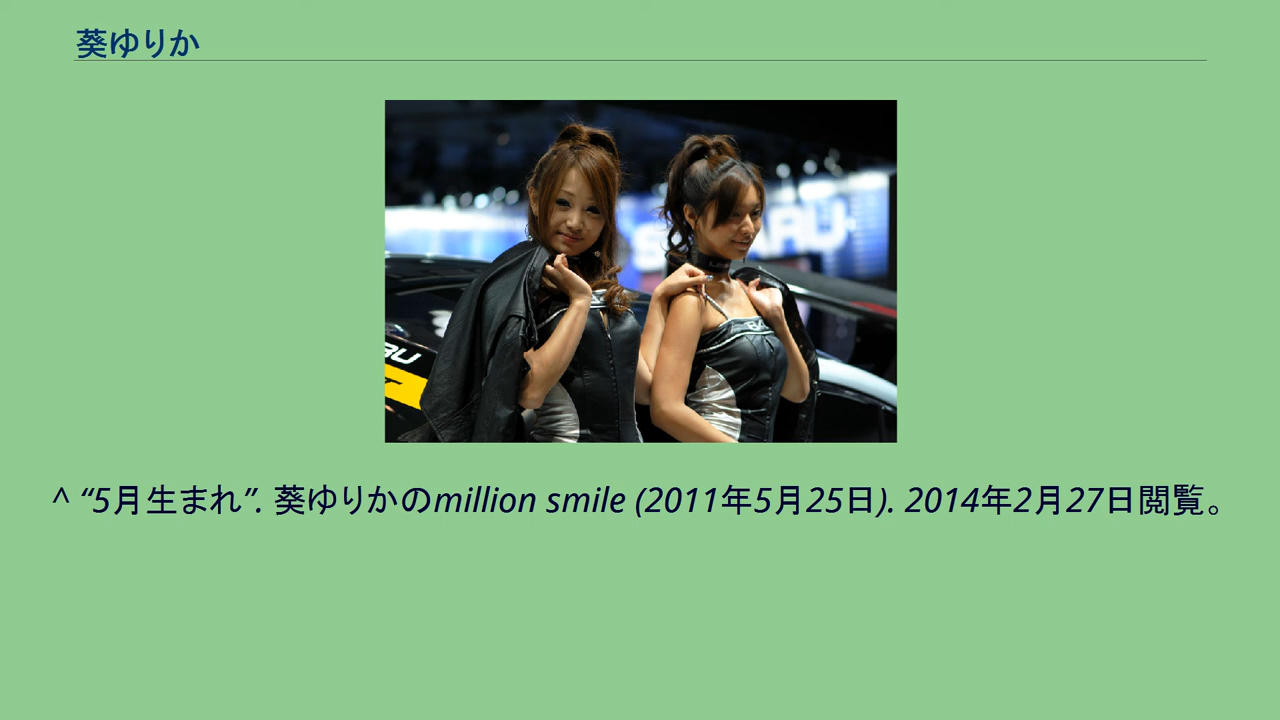 葵ゆりか
SUBARU
ARU
^ “5月生まれ”. 葵ゆりかのmillion smile (2011年5月25日). 2014年2月27日閲覧。